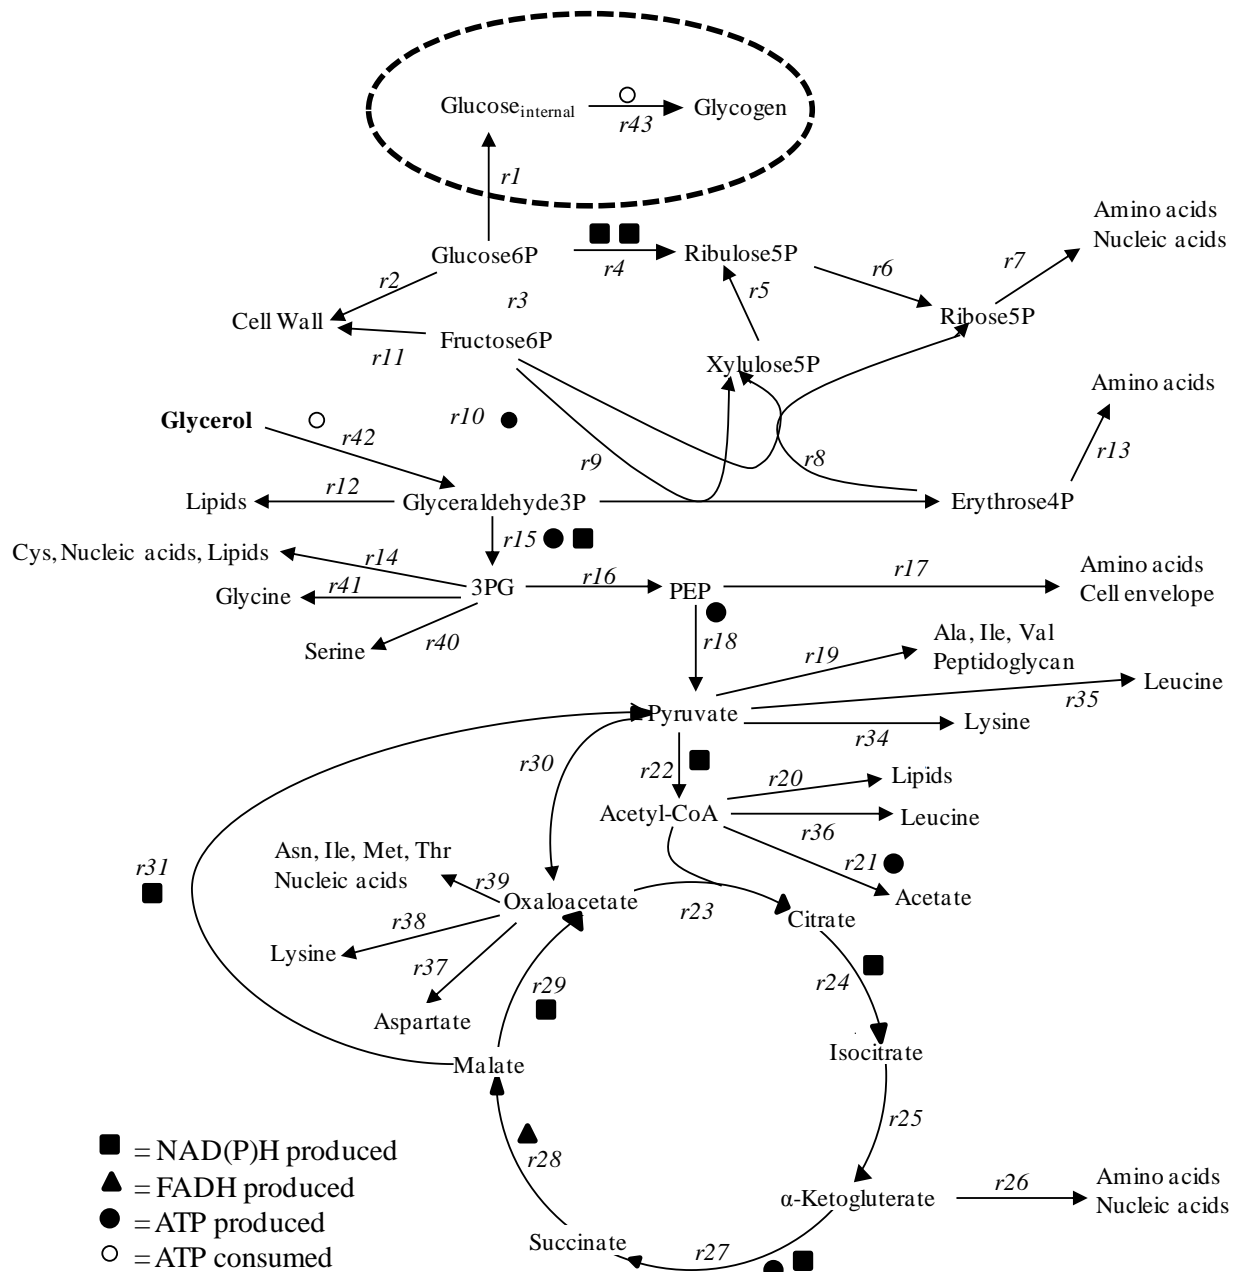 Glucoseinternal
r43
Glycogen
r1
Glucose6P
r4
Ribulose5P
r6
r7
Amino acids
Nucleic acids
r2
r3
r5
Ribose5P
Cell Wall
r11
Fructose6P
Xylulose5P
Amino acids
Glycerol
r42
r10
r9
r8
r13
Lipids
r12
Glyceraldehyde3P
Erythrose4P
r15
Cys, Nucleic acids, Lipids
r14
3PG
r16
PEP
r17
Amino acids
Cell envelope
Glycine
r41
Serine
r40
r18
r19
Ala, Ile, Val
Peptidoglycan
r35
Leucine
Pyruvate
r34
Lysine
r30
r22
r20
Lipids
Acetyl-CoA
r36
Leucine
r31
r21
Acetate
Asn, Ile, Met, Thr
Nucleic acids
r39
Oxaloacetate
r23
Citrate
r38
Lysine
r37
r29
r24
Aspartate
Malate
Isocitrate
r25
r28
α-Ketogluterate
r26
Amino acids
Nucleic acids
Succinate
r27
= NAD(P)H produced
= FADH produced
= ATP produced
= ATP consumed